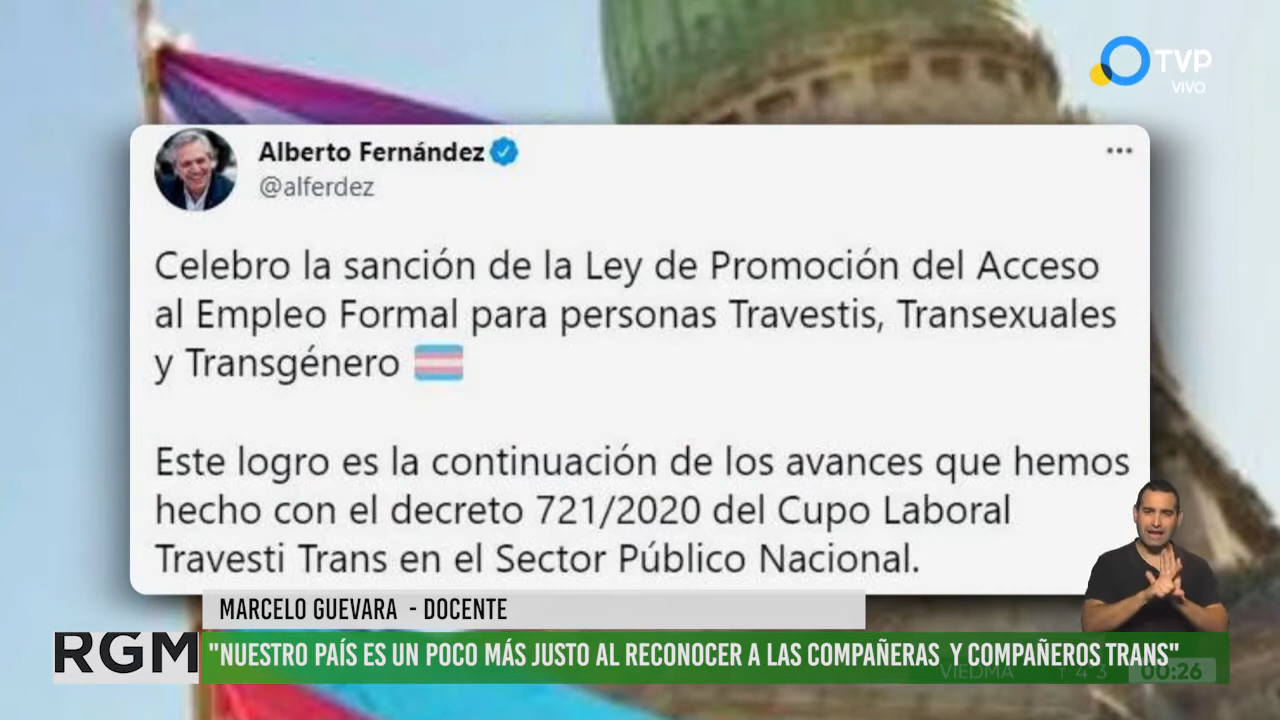 TVP
VIVO
Alberto Fernández
@alferdez
Celebro la sanción de la Ley de Promoción del Acceso
al Empleo Formal para personas Travestis, Transexuales
y Transgénero
Este logro es la continuación de los avances que hemos
hecho con el decreto 721/2020 del Cupo Laboral
Travesti Trans en el Sector Público Nacional.
MARCELO GUEVARA - DOCENTE
RGM
"NUESTRO PAÍS ES UN POCO MÁS JUSTO AL RECONOCER A LAS COMPAÑERAS Y COMPAÑEROS TRANS"
VIEDMA 00:26